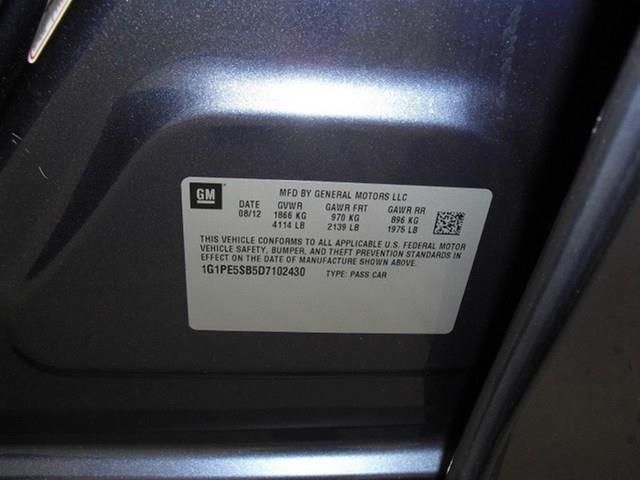 GM
MFD BY GENERAL MOTORS LLC
DATE GVWR GAWR FRT GAWR RR
08/12 1866 KG 970 KG 896 KG
4114 LB 2139 LB 1975 LB
THIS VEHICLE CONFORMS TO ALL APPLICABLE U.S. FEDERAL MOTOR
VEHICLE SAFETY, BUMPER, AND THEFT PREVENTION STANDARDS IN
EFFECT ON THE DATE OF MANUFACTURE SHOWN ABOVE.
1G1PE5SB5D7102430 TYPE: PASS CAR